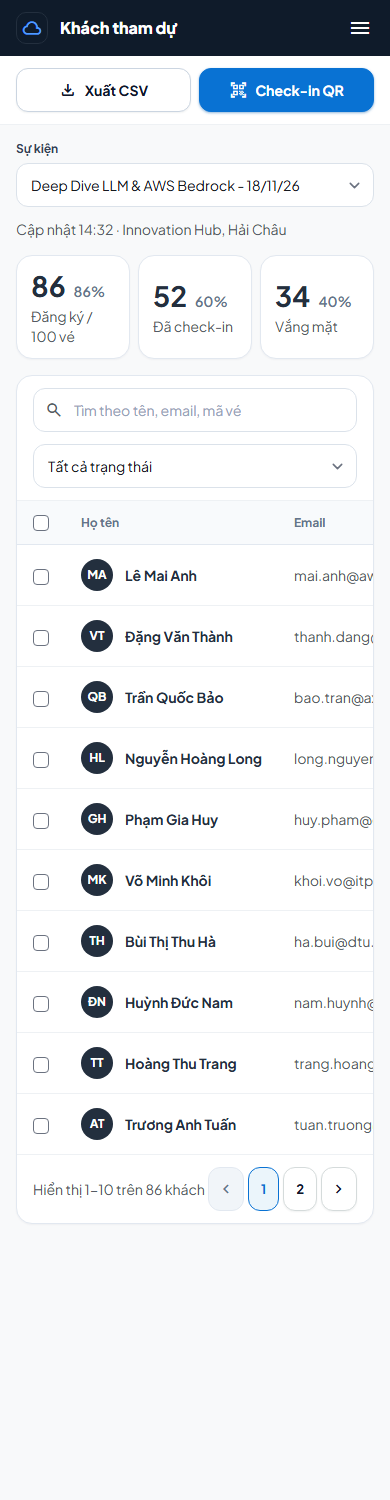 Khách tham dự
Xuất CSV
Check-in QR
Sự kiện
Deep Dive LLM & AWS Bedrock - 18/11/26
Cập nhật 14:32 · Innovation Hub, Hải Châu
86 86%
Đăng ký /
100 vé
52 60%
Đã check-in
34 40%
Vắng mặt
Tìm theo tên, email, mã vé
Tất cả trạng thái
Họ tên Email
MA Lê Mai Anh mai.anh@aw
VT Đặng Văn Thành thanh.dang@
QB Trần Quốc Bảo bao.tran@a
HL Nguyễn Hoàng Long long.nguyen
GH Phạm Gia Huy huy.pham@
MK Võ Minh Khôi khoi.vo@itp
TH Bùi Thị Thu Hà ha.bui@dtu.
ĐN Huỳnh Đức Nam nam.huynh@
TT Hoàng Thu Trang trang.hoang
AT Trương Anh Tuấn tuan.truong
Hiển thị 1–10 trên 86 khách 1 2